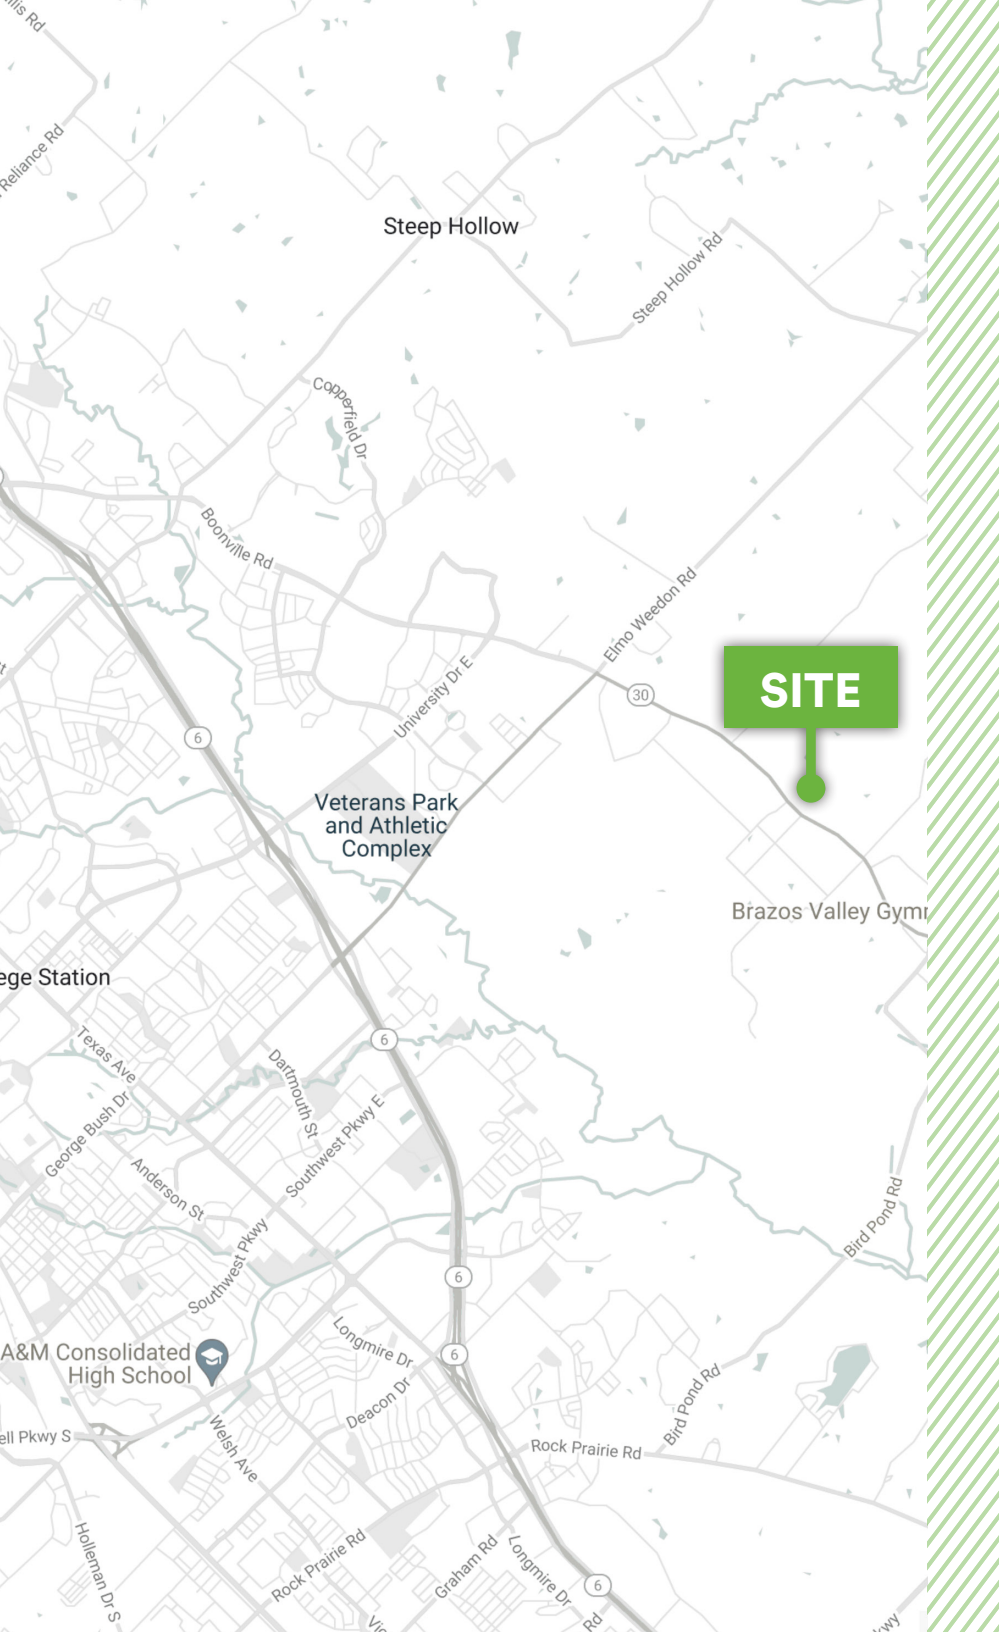 Reliance Rd
Steep Hollow
Steep Hollow Rd
Copperfield Dr
Boonville Rd
Elmo Weedon Rd
University Dr E
30
SITE
6
Veterans Park
and Athletic
Complex
Brazos Valley Gym
ege Station
6
Texas Ave
Dartmouth St
George Bush Dr
Southwest Pkwy E
Anderson St
Bird Pond Rd
Southwest Pkwy
6
Longmire Dr
6
A&M Consolidated
High School
Deacon Dr
Bird Pond Rd
Welsh Ave
ell Pkwy S
Rock Prairie Rd
Holleman Dr S
Rock Prairie Rd
Graham Rd
Longmire Dr
6
Rd